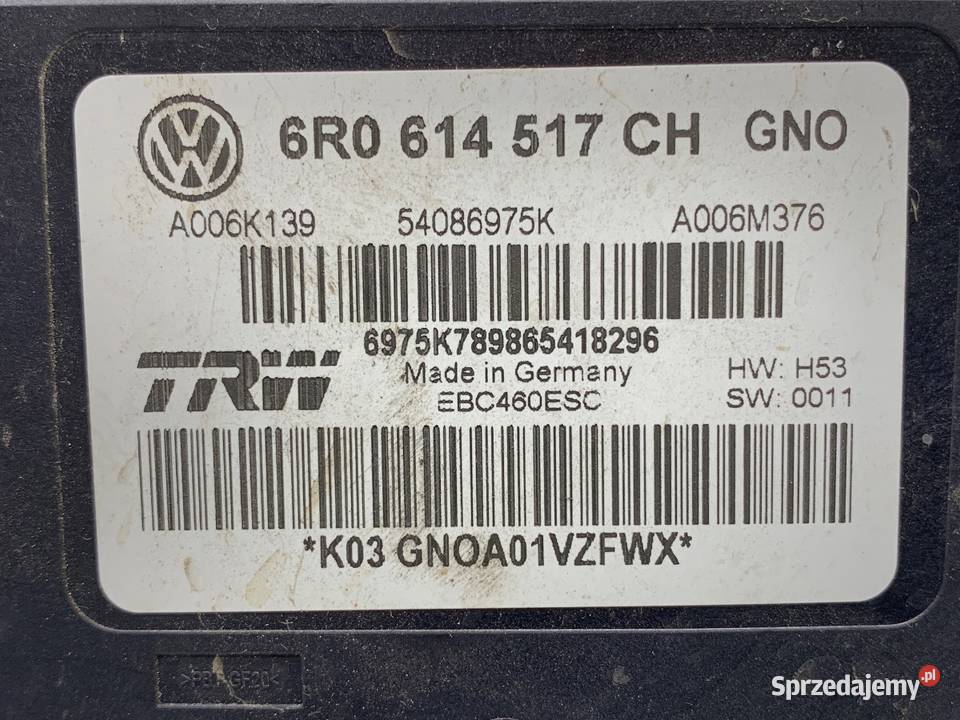 6R0 614 517 CH GNO
A006K139 54086975K A006M376
6975K789865418296
TRW
Made in Germany
EBC460ESC
HW: H53
SW: 0011
*K03 GNOA01VZFWX*
Sprzedajemy.pl